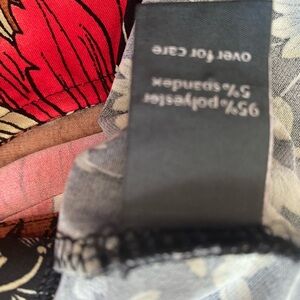 95% polyester
5% spandex
over for care